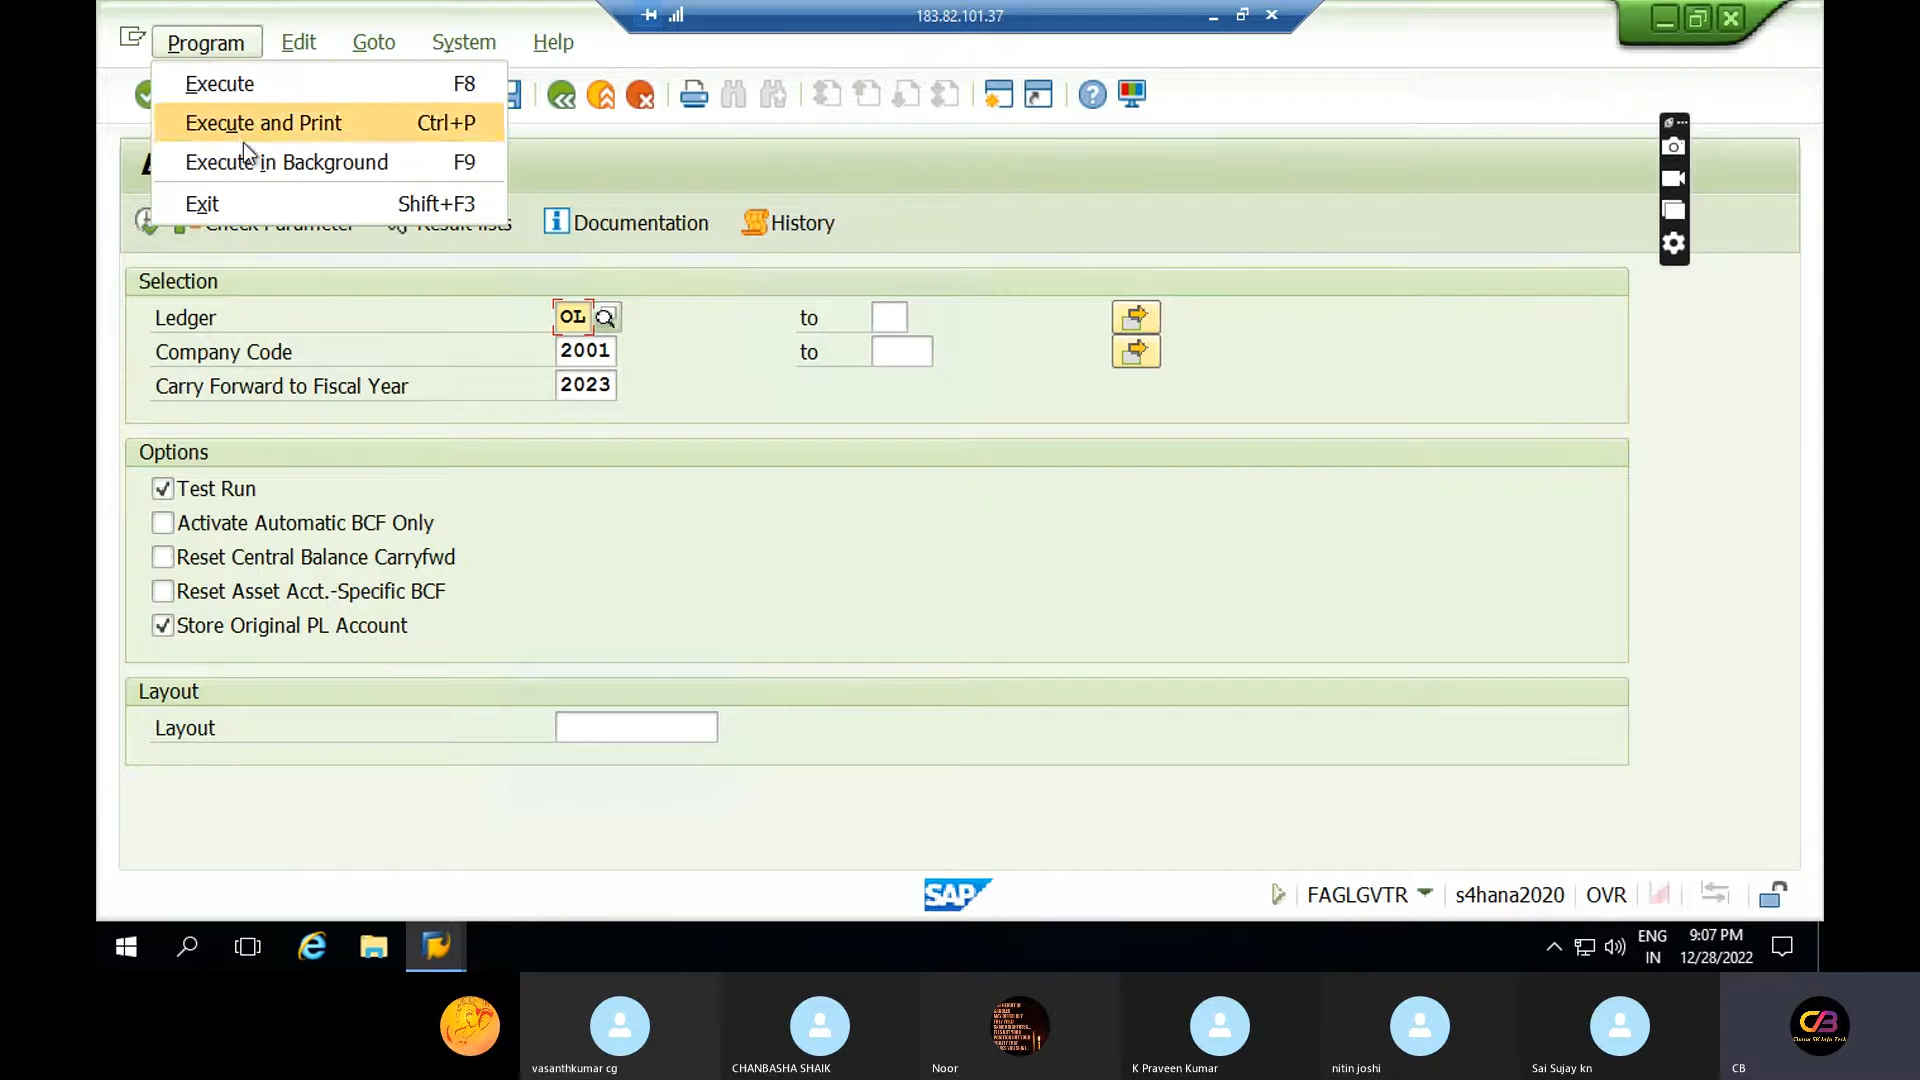 183.82.101.37
Program Edit Goto System Help
Execute F8
Execute and Print Ctrl+P
Execute in Background F9
Exit Shift+F3
Check Parameter Result lists Documentation History
Selection
Ledger OL to
Company Code 2001 to
Carry Forward to Fiscal Year 2023
Options
Test Run
Activate Automatic BCF Only
Reset Central Balance Carryfwd
Reset Asset Acct.-Specific BCF
Store Original PL Account
Layout
Layout
SAP FAGLGVTR s4hana2020 OVR
ENG 9:07 PM
IN 12/28/2022
vasanthkumar cg CHANBASHA SHAIK Noor K Praveen Kumar nitin joshi Sai Sujay kn CB